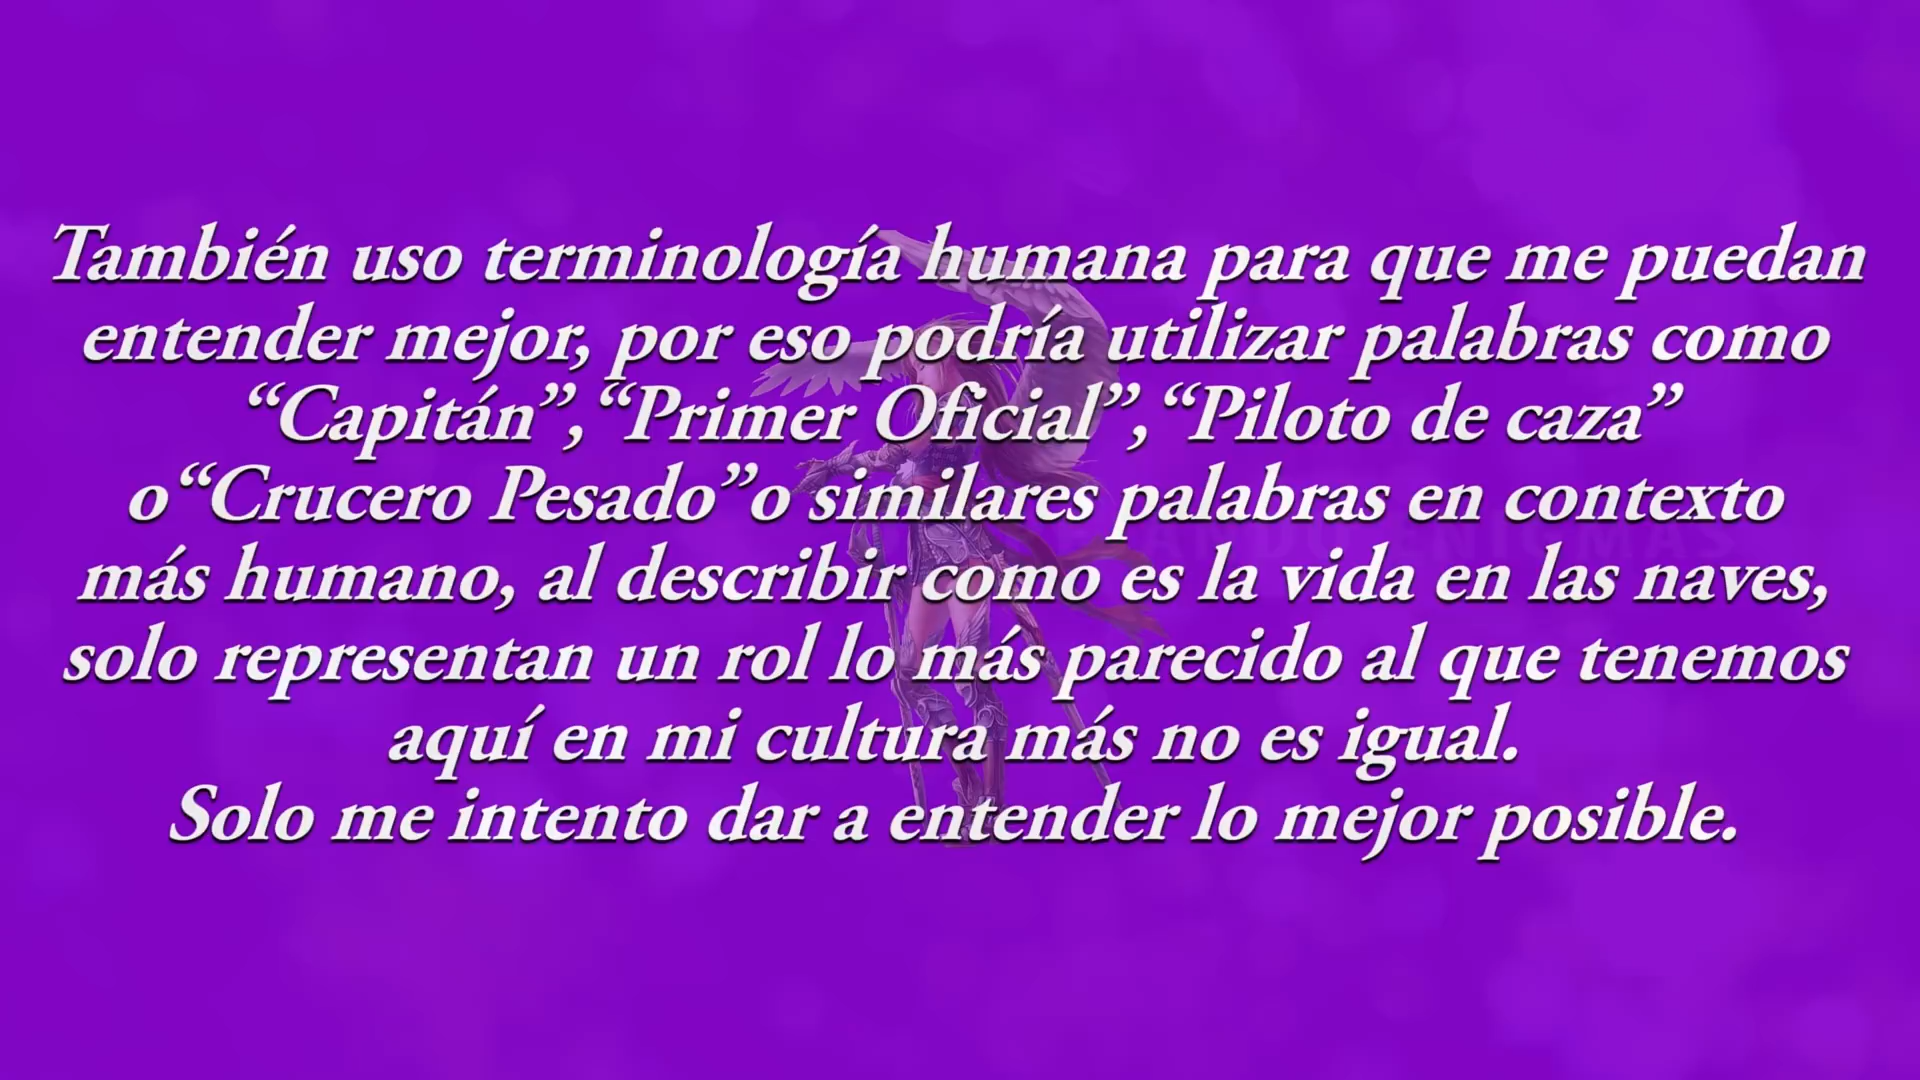 También uso terminología humana para que me puedan
entender mejor, por eso podría utilizar palabras como
“Capitán”, “Primer Oficial”, “Piloto de caza”
o “Crucero Pesado” o similares palabras en contexto
más humano, al describir como es la vida en las naves,
solo representan un rol lo más parecido al que tenemos
aquí en mi cultura más no es igual.
Solo me intento dar a entender lo mejor posible.